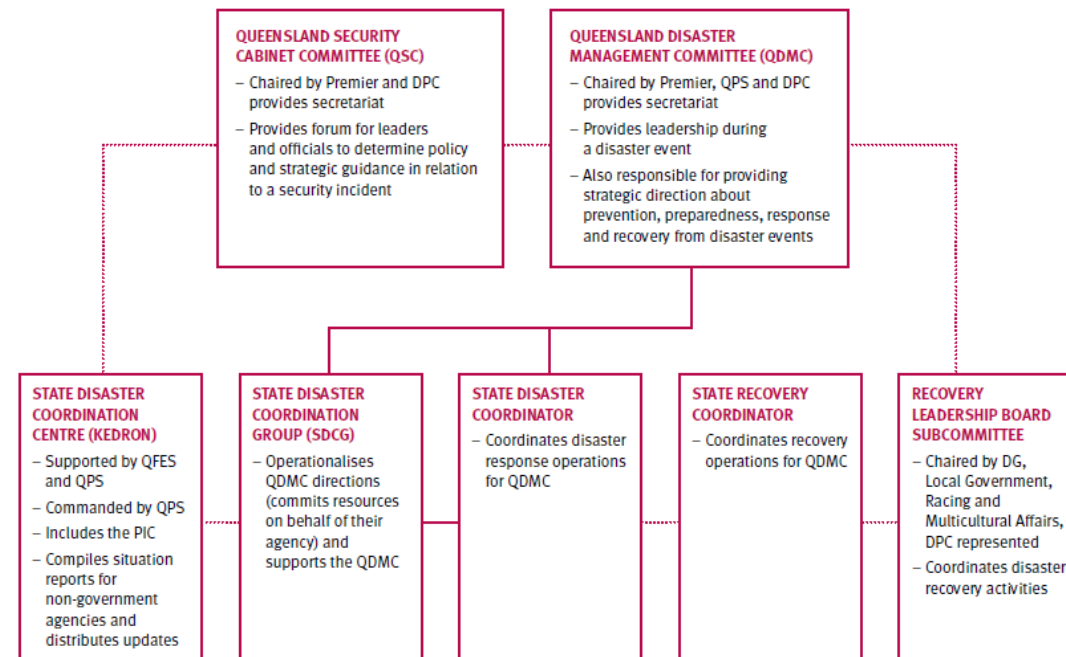 QUEENSLAND SECURITY
CABINET COMMITTEE (QSC)
– Chaired by Premier and DPC
provides secretariat
– Provides forum for leaders
and officials to determine policy
and strategic guidance in relation
to a security incident
QUEENSLAND DISASTER
MANAGEMENT COMMITTEE (QDMC)
– Chaired by Premier, QPS and DPC
provides secretariat
– Provides leadership during
a disaster event
– Also responsible for providing
strategic direction about
prevention, preparedness, response
and recovery from disaster events
STATE DISASTER
COORDINATION
CENTRE (KEDRON)
– Supported by QFES
and QPS
– Commanded by QPS
– Includes the PIC
– Compiles situation
reports for
non-government
agencies and
distributes updates
STATE DISASTER
COORDINATION
GROUP (SDCG)
– Operationalises
QDMC directions
(commits resources
on behalf of their
agency) and
supports the QDMC
STATE DISASTER
COORDINATOR
– Coordinates disaster
response operations
for QDMC
STATE RECOVERY
COORDINATOR
– Coordinates recovery
operations for QDMC
RECOVERY
LEADERSHIP BOARD
SUBCOMMITTEE
– Chaired by DG,
Local Government,
Racing and
Multicultural Affairs,
DPC represented
– Coordinates disaster
recovery activities